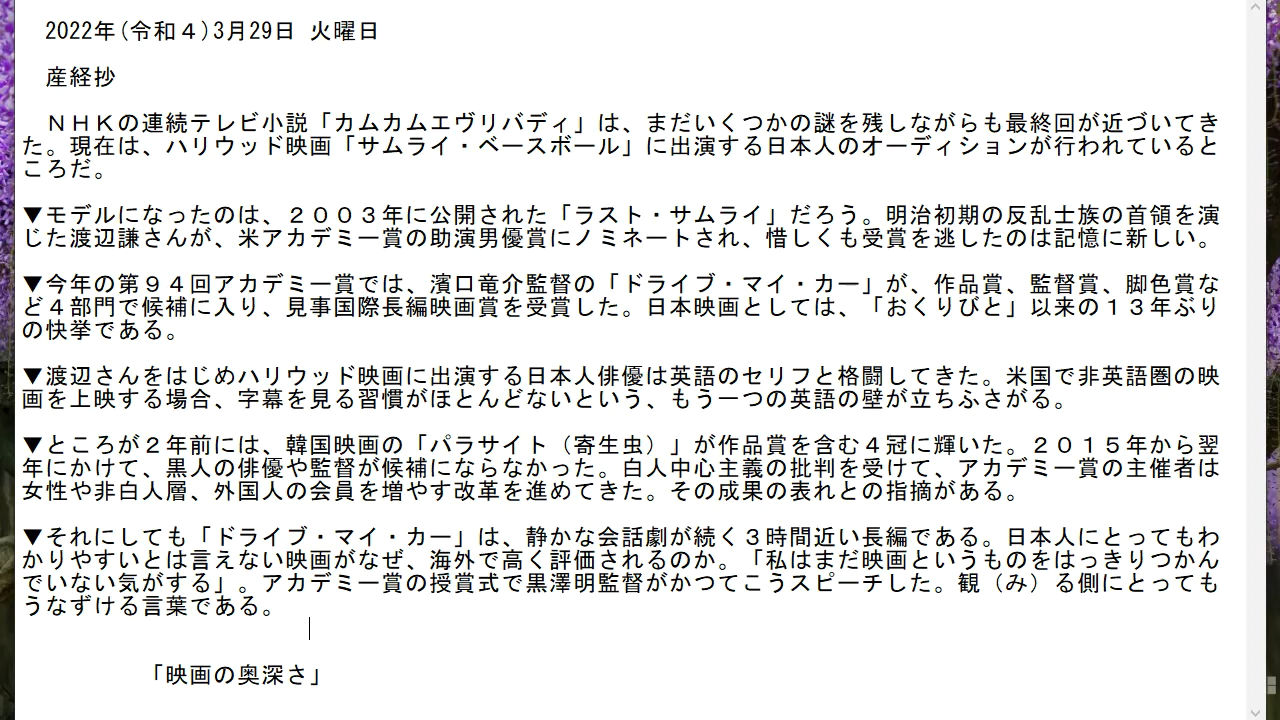 2022年(令和４)3月29日 火曜日
産経抄
ＮＨＫの連続テレビ小説「カムカムエヴリバディ」は、まだいくつかの謎を残しながらも最終回が近づいてき
た。現在は、ハリウッド映画「サムライ・ベースボール」に出演する日本人のオーディションが行われていると
ころだ。
▼モデルになったのは、２００３年に公開された「ラスト・サムライ」だろう。明治初期の反乱士族の首領を演
じた渡辺謙さんが、米アカデミー賞の助演男優賞にノミネートされ、惜しくも受賞を逃したのは記憶に新しい。
▼今年の第９４回アカデミー賞では、濱口竜介監督の「ドライブ・マイ・カー」が、作品賞、監督賞、脚色賞な
ど４部門で候補に入り、見事国際長編映画賞を受賞した。日本映画としては、「おくりびと」以来の１３年ぶり
の快挙である。
▼渡辺さんをはじめハリウッド映画に出演する日本人俳優は英語のセリフと格闘してきた。米国で非英語圏の映
画を上映する場合、字幕を見る習慣がほとんどないという、もう一つの英語の壁が立ちふさがる。
▼ところが２年前には、韓国映画の「パラサイト（寄生虫）」が作品賞を含む４冠に輝いた。２０１５年から翌
年にかけて、黒人の俳優や監督が候補にならなかった。白人中心主義の批判を受けて、アカデミー賞の主催者は
女性や非白人層、外国人の会員を増やす改革を進めてきた。その成果の表れとの指摘がある。
▼それにしても「ドライブ・マイ・カー」は、静かな会話劇が続く３時間近い長編である。日本人にとってもわ
かりやすいとは言えない映画がなぜ、海外で高く評価されるのか。「私はまだ映画というものをはっきりつかん
でいない気がする」。アカデミー賞の授賞式で黒澤明監督がかつてこうスピーチした。観（み）る側にとっても
うなずける言葉である。
「映画の奥深さ」